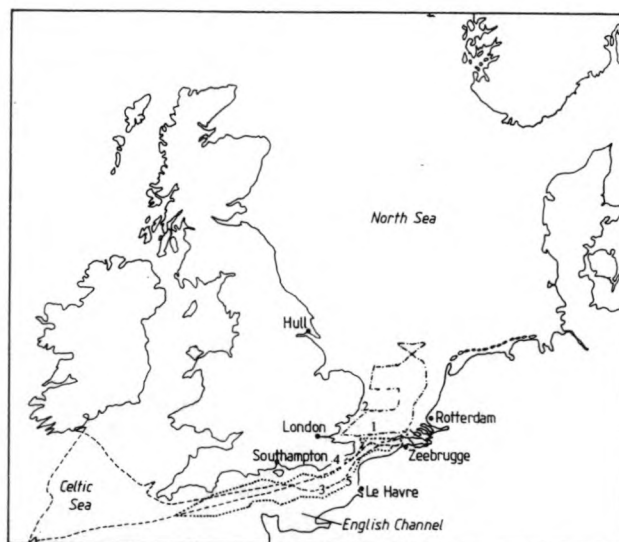 North Sea
Hull
2
1
Rotterdam
London
Zeebrugge
Southampton
4
Celtic
Sea
3
5
Le Havre
English Channel